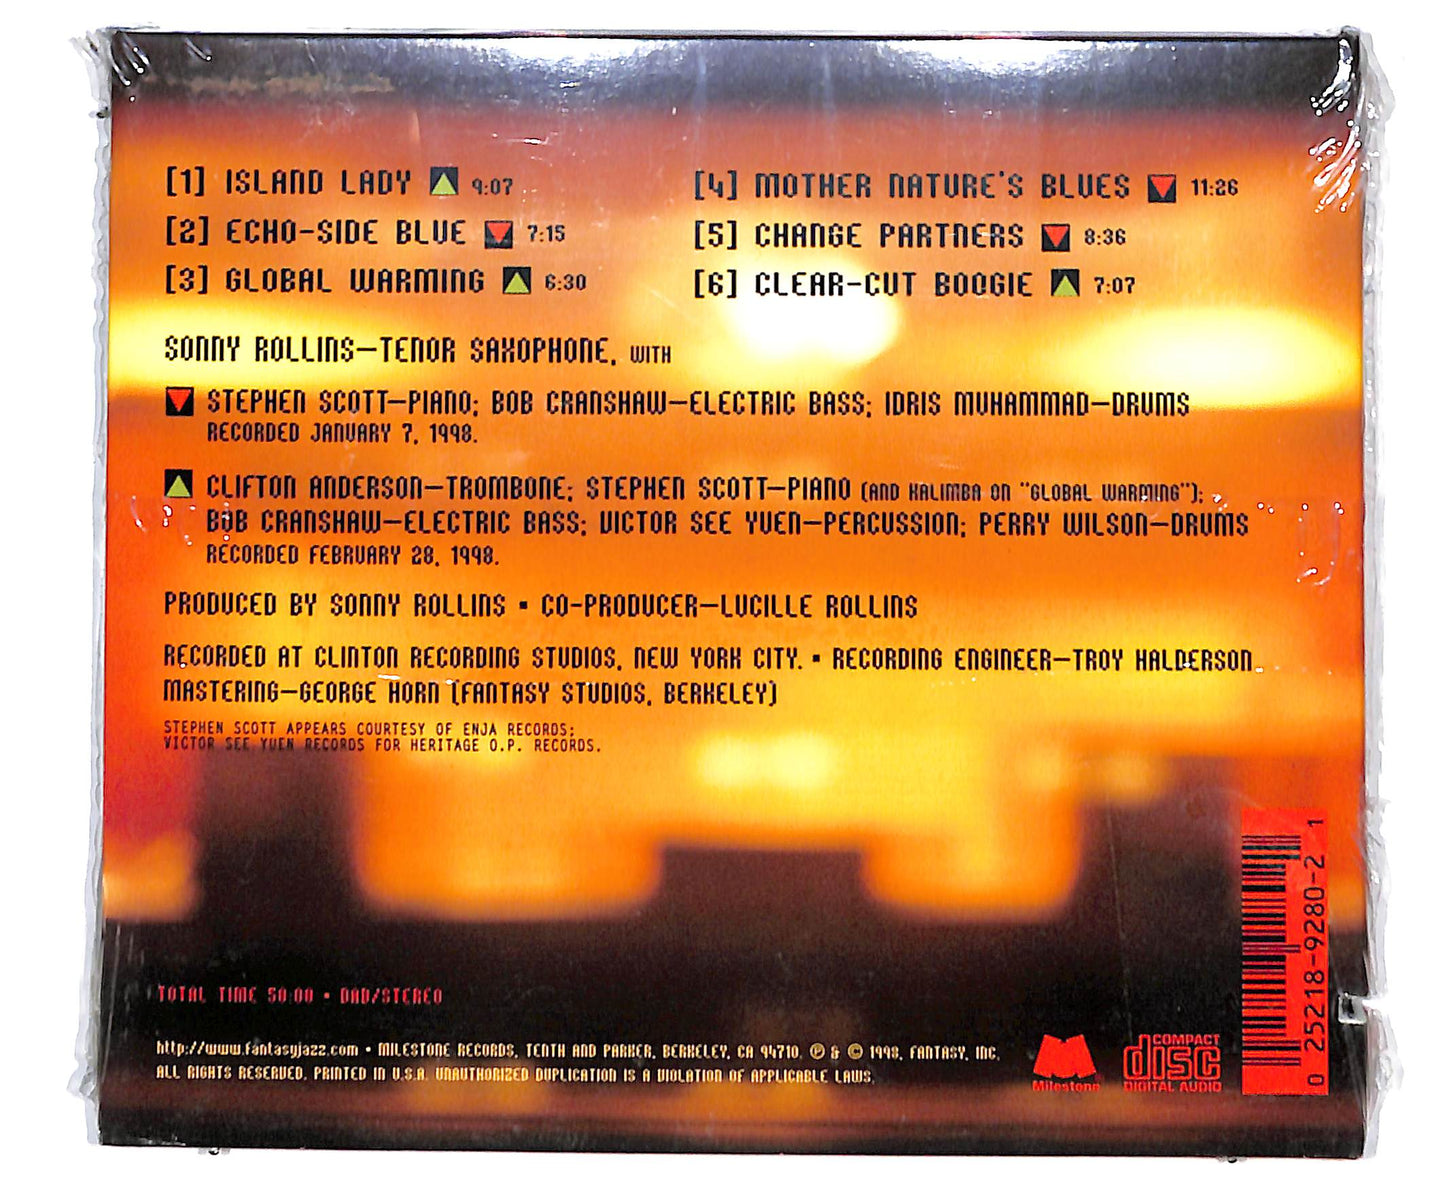 [1] ISLAND LADY 9:07
[2] ECHO-SIDE BLUE 7:15
[3] GLOBAL WARMING 6:30
[4] MOTHER NATURE'S BLUES 11:26
[5] CHANGE PARTNERS 8:36
[6] CLEAR-CUT BOOGIE 7:07
SONNY ROLLINS—TENOR SAXOPHONE, WITH
STEPHEN SCOTT—PIANO; BOB CRANSHAW—ELECTRIC BASS; IDRIS MUHAMMAD—DRUMS
RECORDED JANUARY 7, 1998.
CLIFTON ANDERSON—TROMBONE; STEPHEN SCOTT—PIANO (AND KALIMBA ON "GLOBAL WARMING");
BOB CRANSHAW—ELECTRIC BASS; VICTOR SEE YUEN—PERCUSSION; PERRY WILSON—DRUMS
RECORDED FEBRUARY 28, 1998.
PRODUCED BY SONNY ROLLINS ▪ CO-PRODUCER—LUCILLE ROLLINS
RECORDED AT CLINTON RECORDING STUDIOS, NEW YORK CITY. ▪ RECORDING ENGINEER—TROY HALDERSON
MASTERING—GEORGE HORN (FANTASY STUDIOS, BERKELEY)
STEPHEN SCOTT APPEARS COURTESY OF ENJA RECORDS;
VICTOR SEE YUEN RECORDS FOR HERITAGE O.P. RECORDS.
TOTAL TIME 50:00 • DAD/STEREO
http://www.fantasyjazz.com • MILESTONE RECORDS, TENTH AND PARKER, BERKELEY, CA 94710. ℗ & © 1998, FANTASY, INC.
ALL RIGHTS RESERVED. PRINTED IN U.S.A. UNAUTHORIZED DUPLICATION IS A VIOLATION OF APPLICABLE LAWS.
Milestone
COMPACT
disc
DIGITAL AUDIO
0 25218-9280-2 1